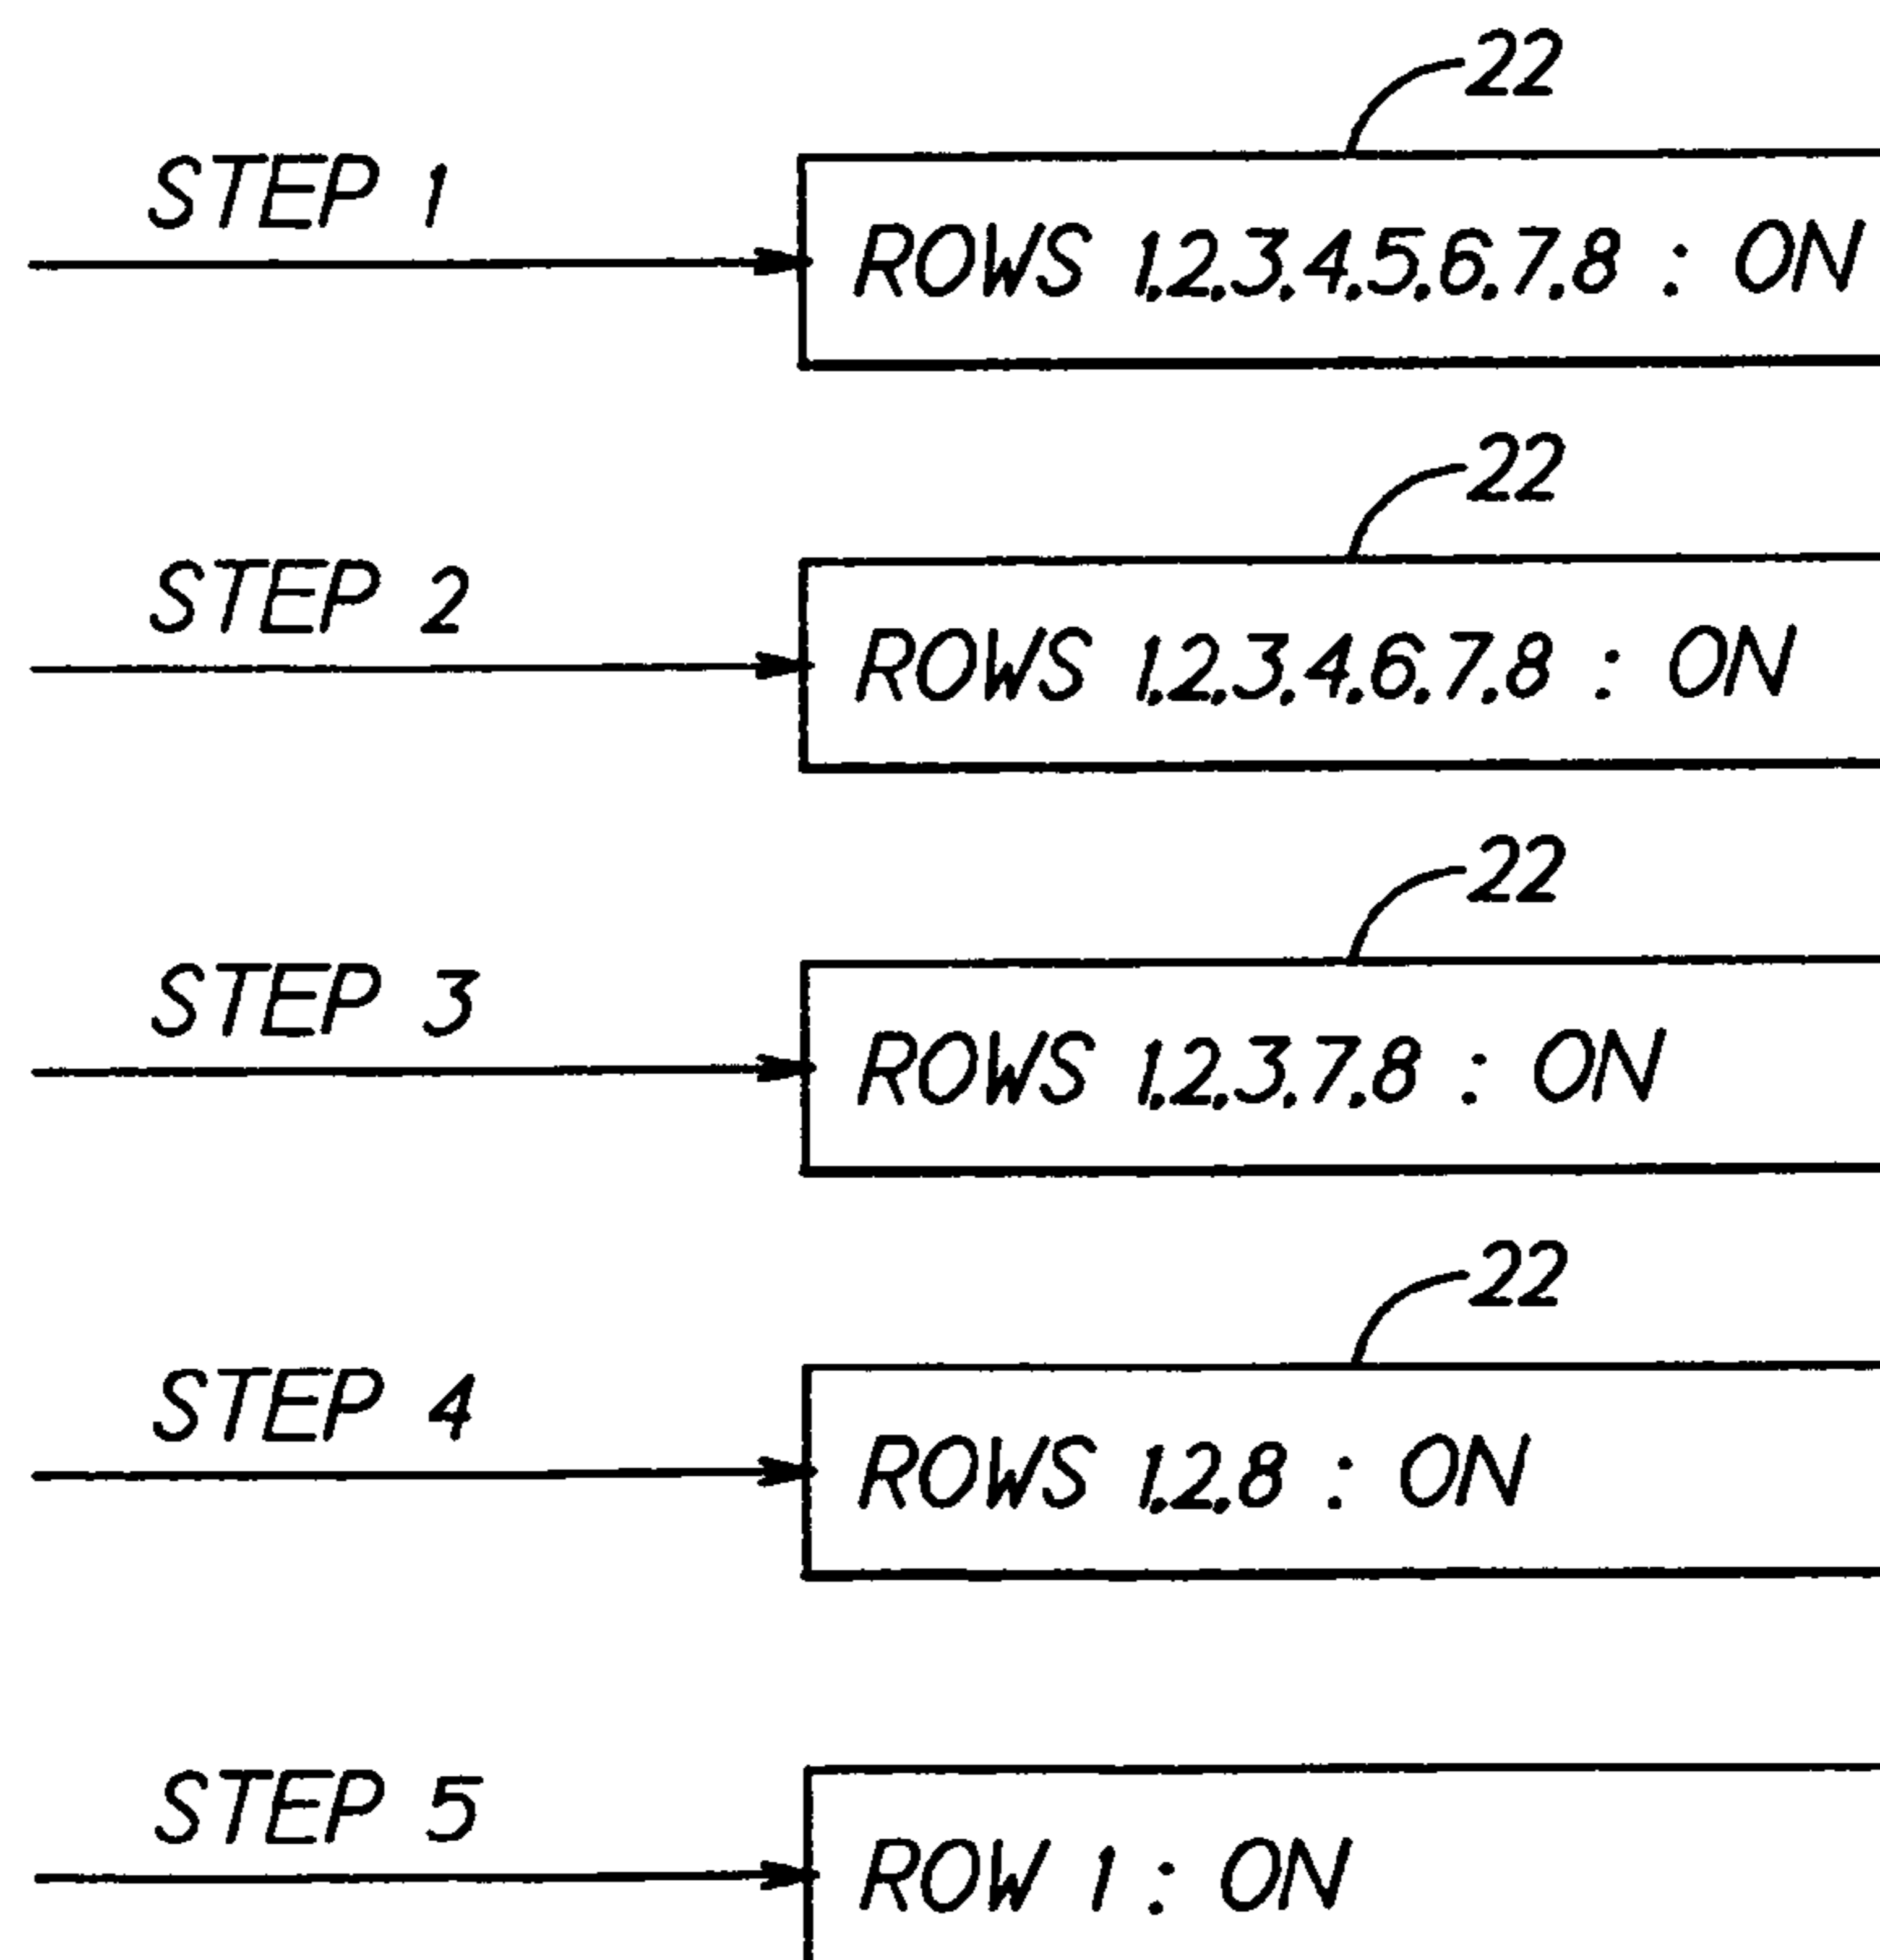 22
STEP 1
ROWS 1,2,3,4,5,6,7,8 : ON
22
STEP 2
ROWS 1,2,3,4,6,7,8 : ON
22
STEP 3
ROWS 1,2,3,7,8 : ON
22
STEP 4
ROWS 1,2,8 : ON
STEP 5
ROW 1 : ON